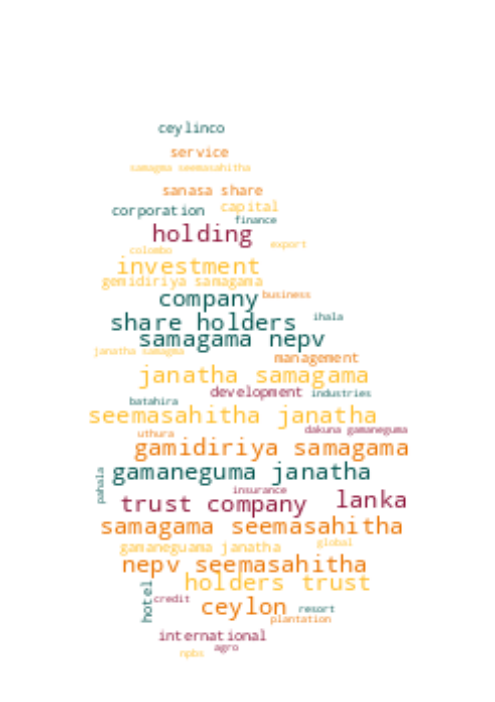 ceylinco
service
samagma seemasahitha
sanasa share
capital
corporation
finance
holding
export
colombo
investment
gemidiriya samagama
company
business
share holders
ihala
samagama nepv
janatha samagma
management
janatha samagama
development
industries
batahira
seemasahitha janatha
dakuna gamaneguma
uthura
gamidiriya samagama
gamaneguma janatha
pahala
insurance
trust company
lanka
samagama seemasahitha
global
gamaneguama janatha
nepv seemasahitha
holders trust
hotel
credit
ceylon
resort
plantation
international
agro
npbs